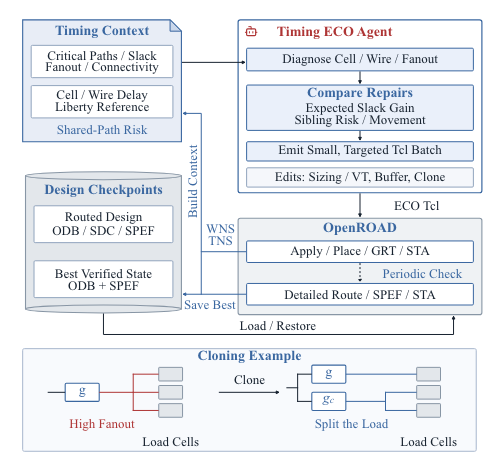 Timing Context
Critical Paths / Slack
Fanout / Connectivity
Cell / Wire Delay
Liberty Reference
Shared-Path Risk
Timing ECO Agent
Diagnose Cell / Wire / Fanout
Compare Repairs
Expected Slack Gain
Sibling Risk / Movement
Emit Small, Targeted Tcl Batch
Edits: Sizing / VT, Buffer, Clone
Build Context
ECO Tcl
Design Checkpoints
Routed Design
ODB / SDC / SPEF
Best Verified State
ODB + SPEF
WNS
TNS
Save Best
OpenROAD
Apply / Place / GRT / STA
Periodic Check
Detailed Route / SPEF / STA
Load / Restore
Cloning Example
g
High Fanout
Load Cells
Clone
g
gc
Split the Load
Load Cells